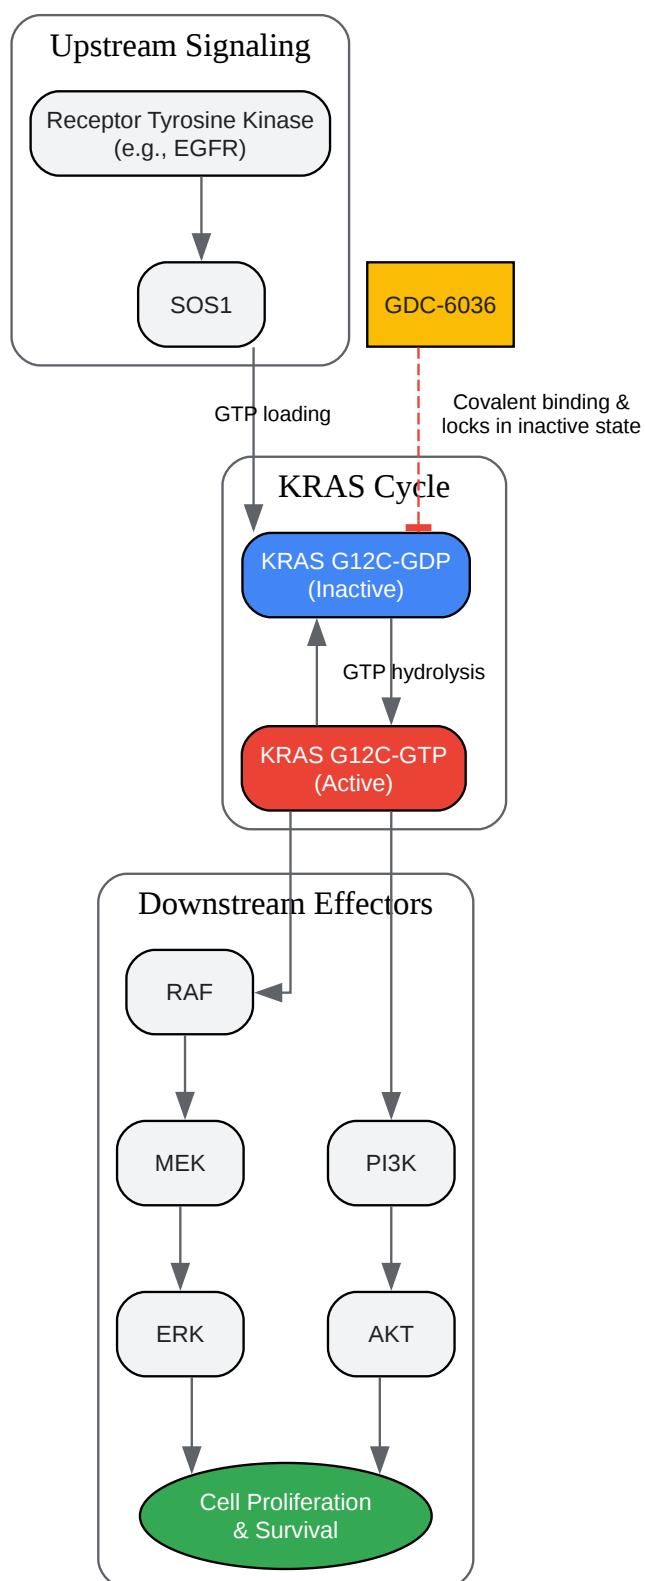 Upstream Signaling
Receptor Tyrosine Kinase
(e.g., EGFR)
SOS1
GDC-6036
GTP loading
Covalent binding &
locks in inactive state
KRAS Cycle
KRAS G12C-GDP
(Inactive)
GTP hydrolysis
KRAS G12C-GTP
(Active)
Downstream Effectors
RAF
MEK
PI3K
ERK
AKT
Cell Proliferation
& Survival